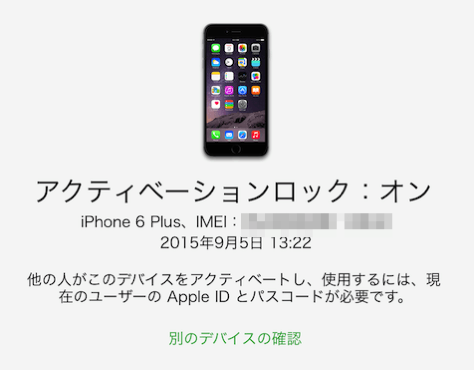 アクティベーションロック：オン
iPhone 6 Plus、IMEI：
2015年9月5日 13:22
他の人がこのデバイスをアクティベートし、使用するには、現
在のユーザーの Apple ID とパスコードが必要です。
別のデバイスの確認